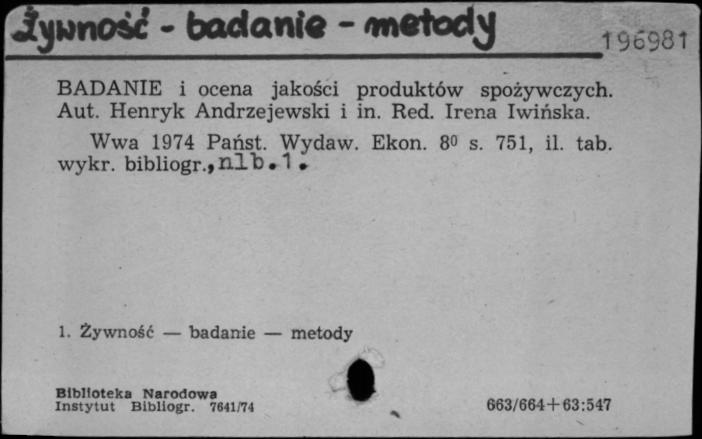 Żywność - badanie - metody
196981
BADANIE i ocena jakości produktów spożywczych.
Aut. Henryk Andrzejewski i in. Red. Irena Iwińska.
Wwa 1974 Państ. Wydaw. Ekon. 8⁰ s. 751, il. tab.
wykr. bibliogr., nlb.1.
1. Żywność — badanie — metody
Biblioteka Narodowa
Instytut Bibliogr. 7641/74
663/664+63:547